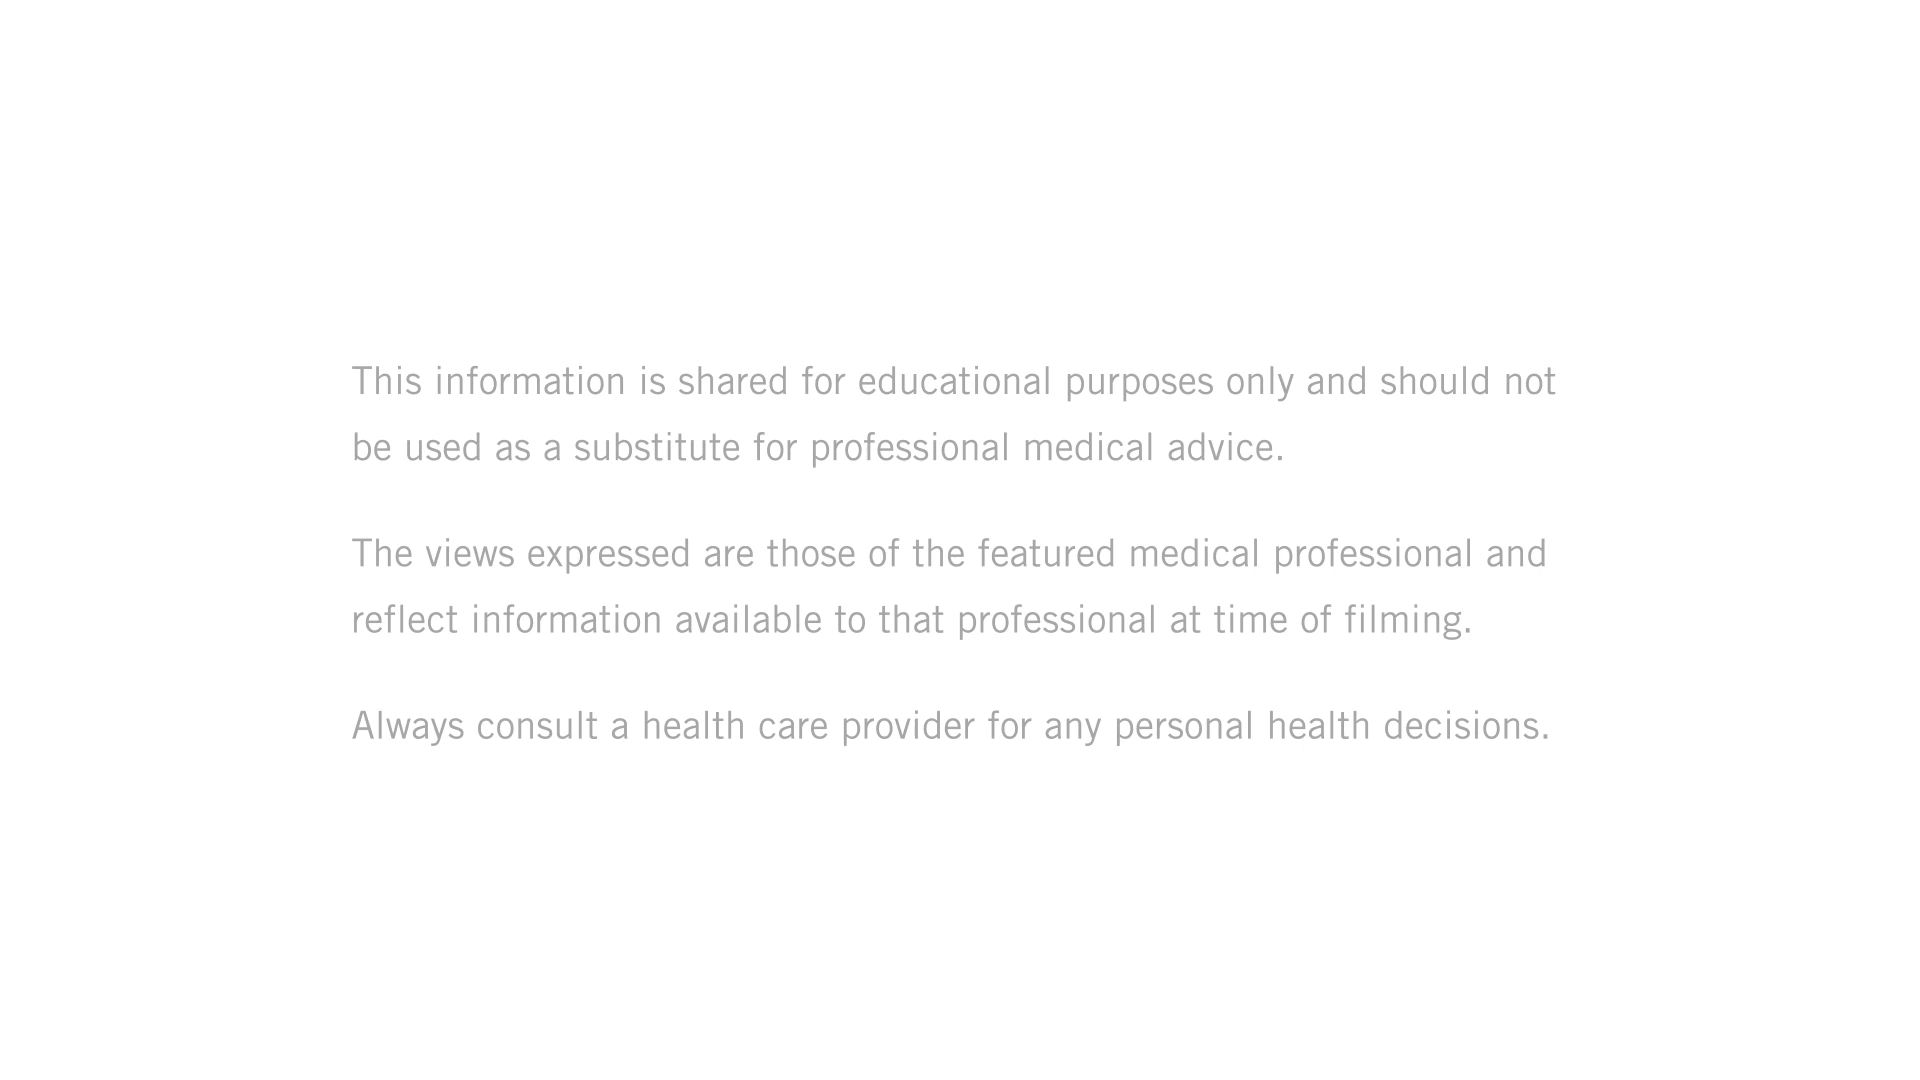 This information is shared for educational purposes only and should not
be used as a substitute for professional medical advice.
The views expressed are those of the featured medical professional and
reflect information available to that professional at time of filming.
Always consult a health care provider for any personal health decisions.